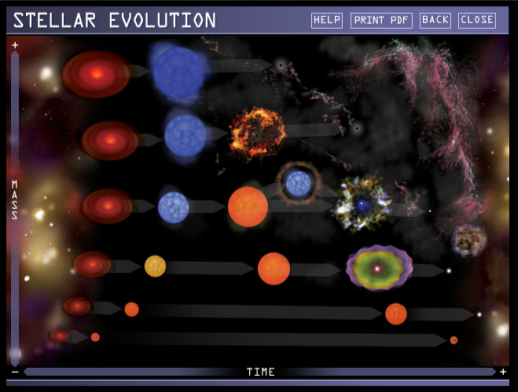 STELLAR EVOLUTION
HELP PRINT PDF BACK CLOSE
+
MASS
− TIME +